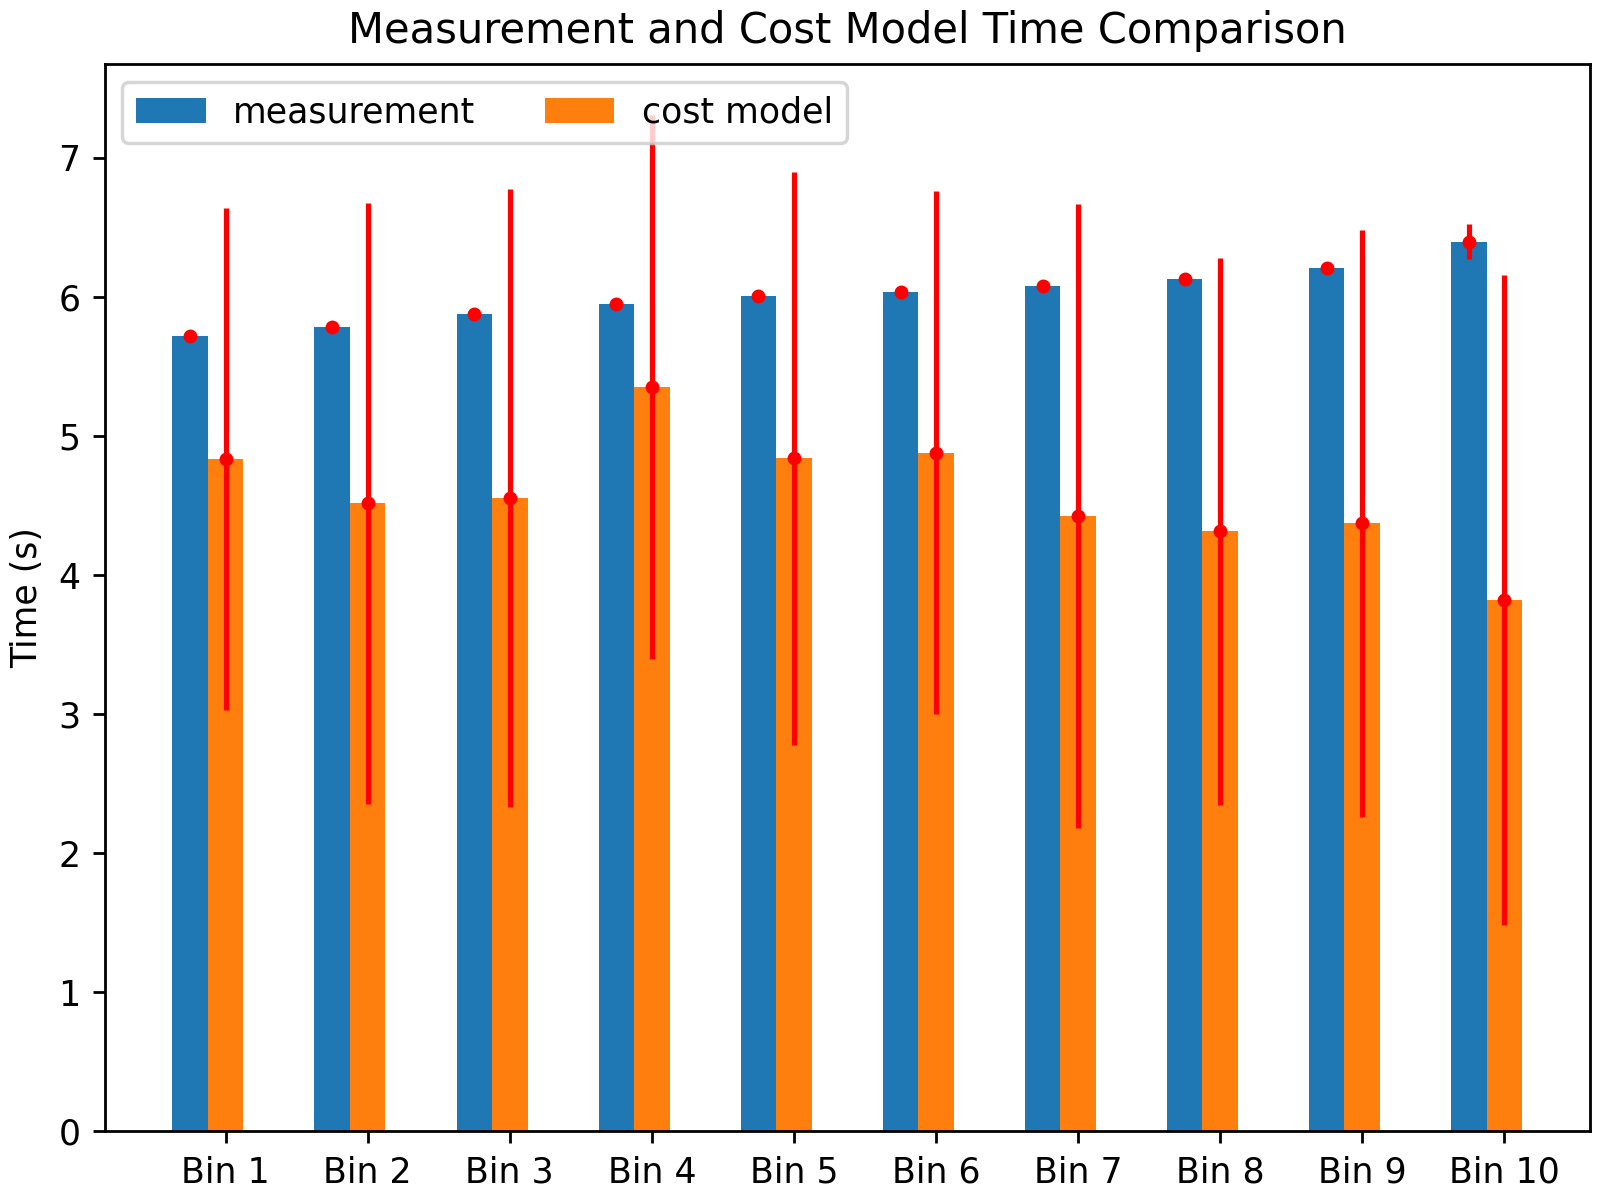 Measurement and Cost Model Time Comparison
measurement
cost model
Time (s)
7
6
5
4
3
2
1
0
Bin 1
Bin 2
Bin 3
Bin 4
Bin 5
Bin 6
Bin 7
Bin 8
Bin 9
Bin 10